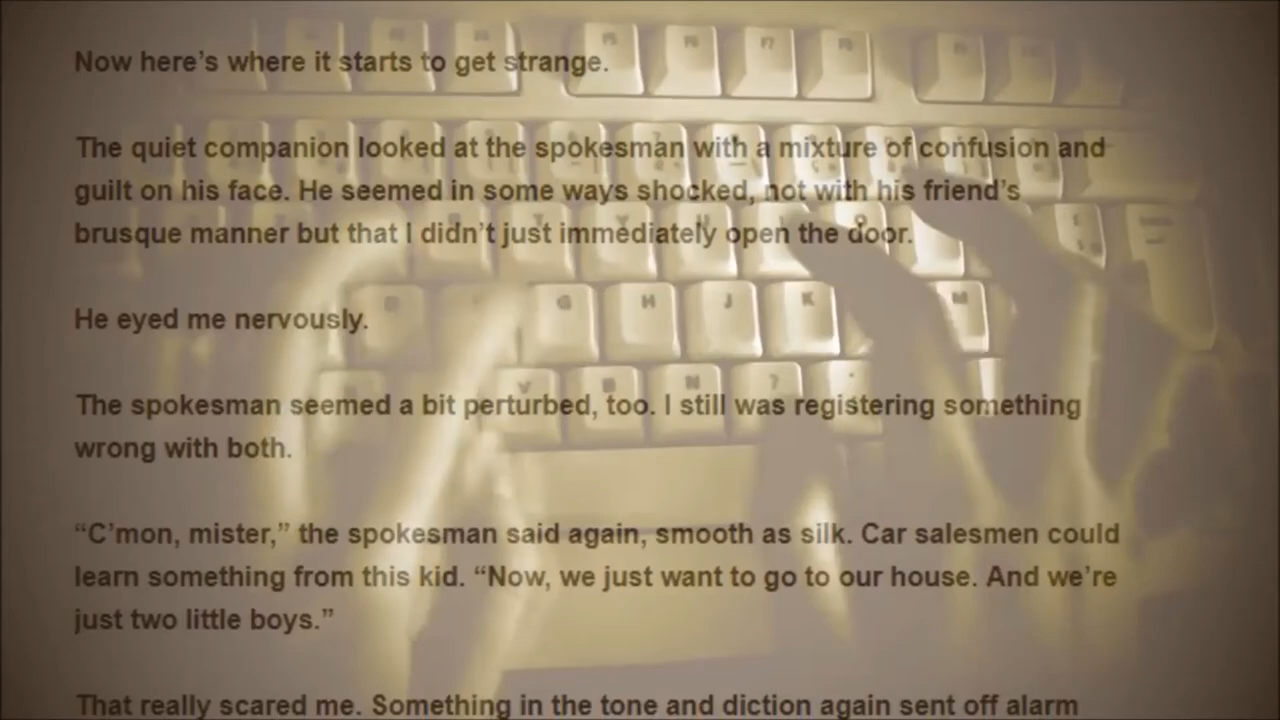 Now here’s where it starts to get strange.
The quiet companion looked at the spokesman with a mixture of confusion and
guilt on his face. He seemed in some ways shocked, not with his friend’s
brusque manner but that I didn’t just immediately open the door.
He eyed me nervously.
The spokesman seemed a bit perturbed, too. I still was registering something
wrong with both.
“C’mon, mister,” the spokesman said again, smooth as silk. Car salesmen could
learn something from this kid. “Now, we just want to go to our house. And we’re
just two little boys.”
That really scared me. Something in the tone and diction again sent off alarm